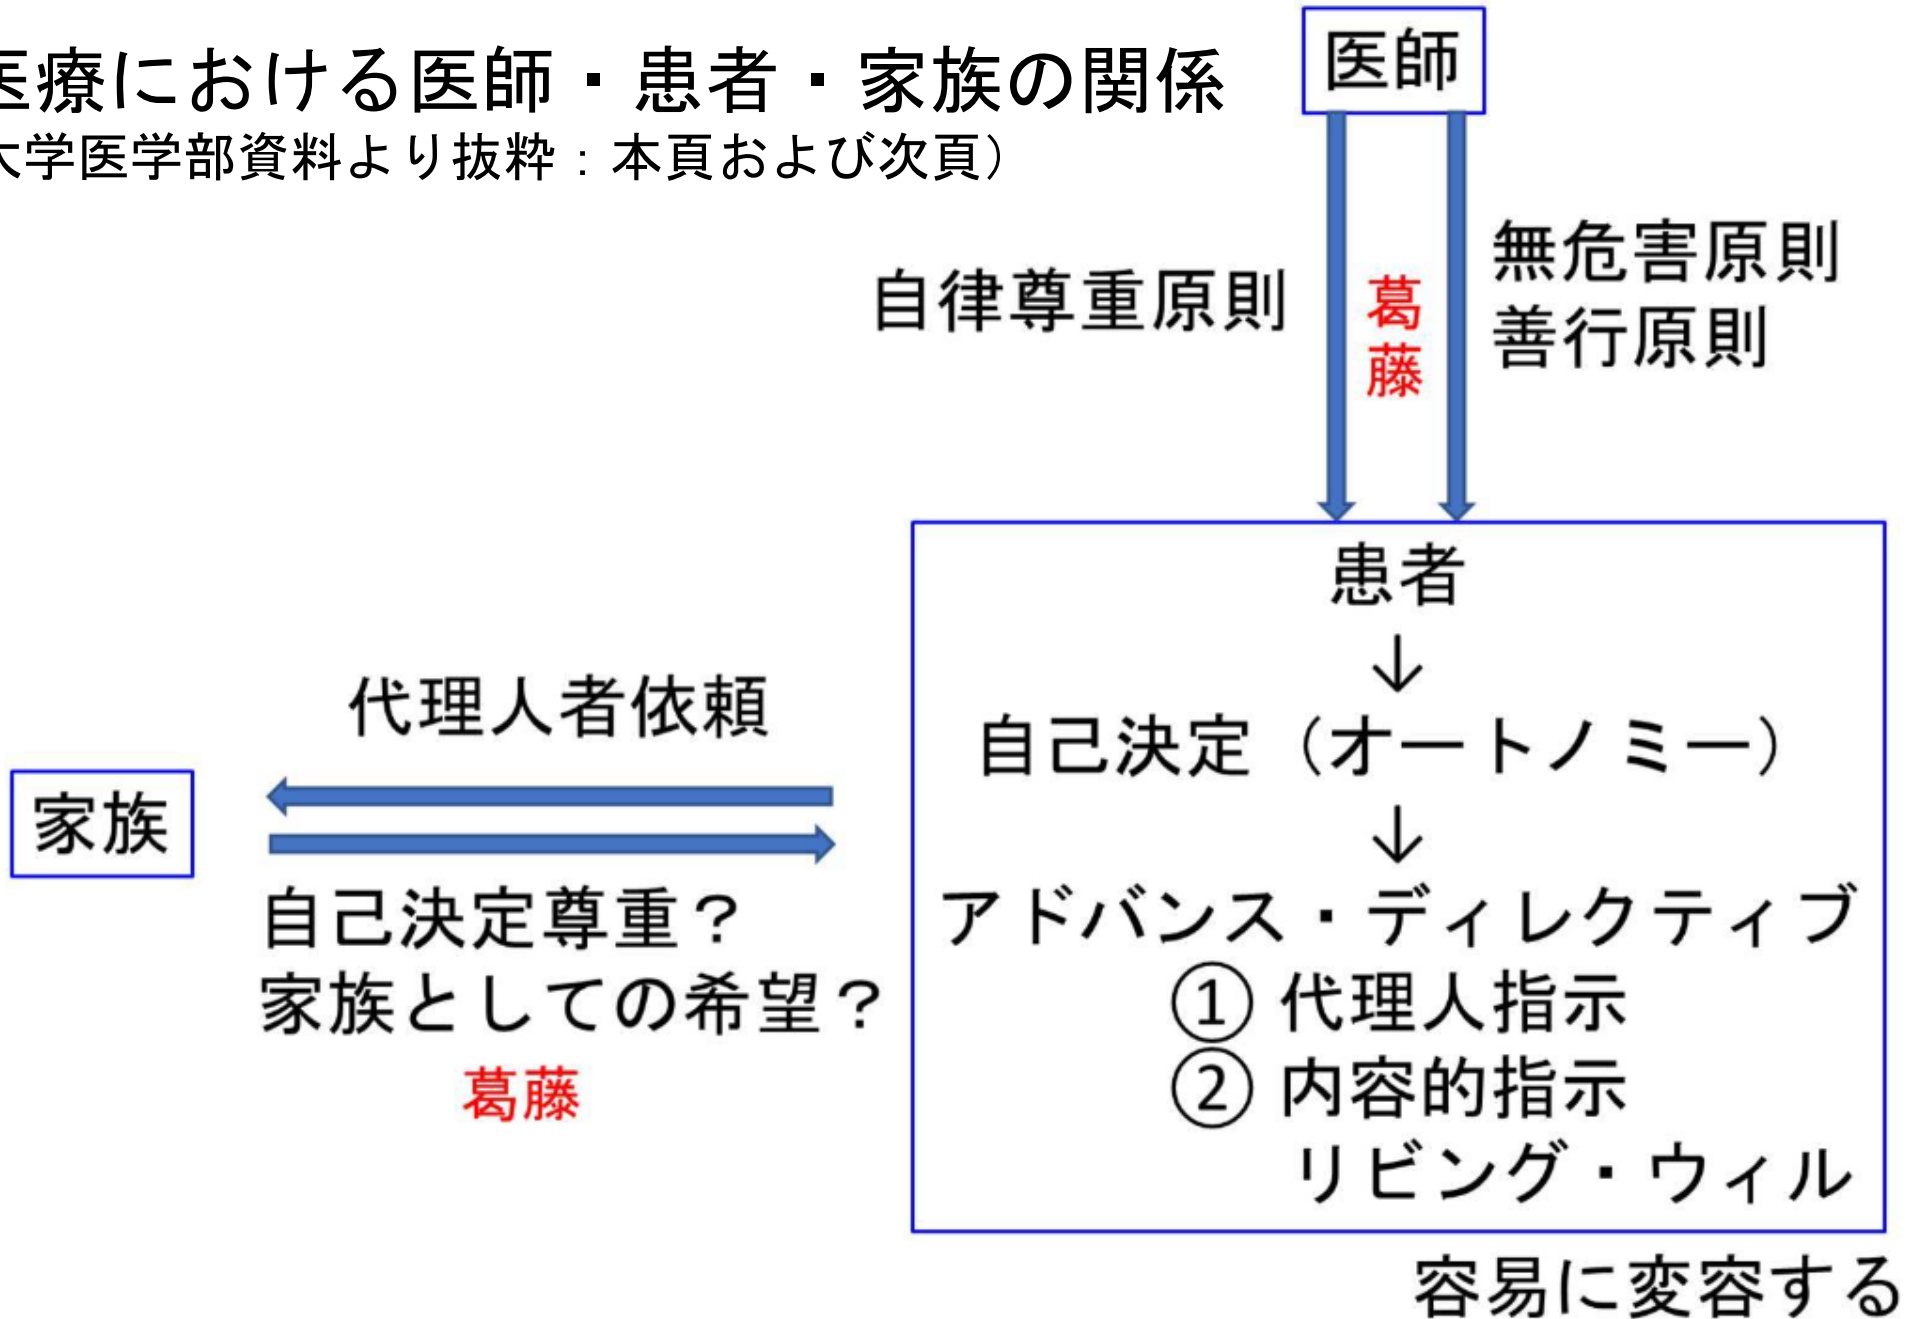 医療における医師・患者・家族の関係
大学医学部資料より抜粋：本頁および次頁）
医師
自律尊重原則
葛藤
無危害原則
善行原則
患者
↓
自己決定（オートノミー）
↓
アドバンス・ディレクティブ
① 代理人指示
② 内容的指示
リビング・ウィル
容易に変容する
代理人者依頼
家族
自己決定尊重？
家族としての希望？
葛藤